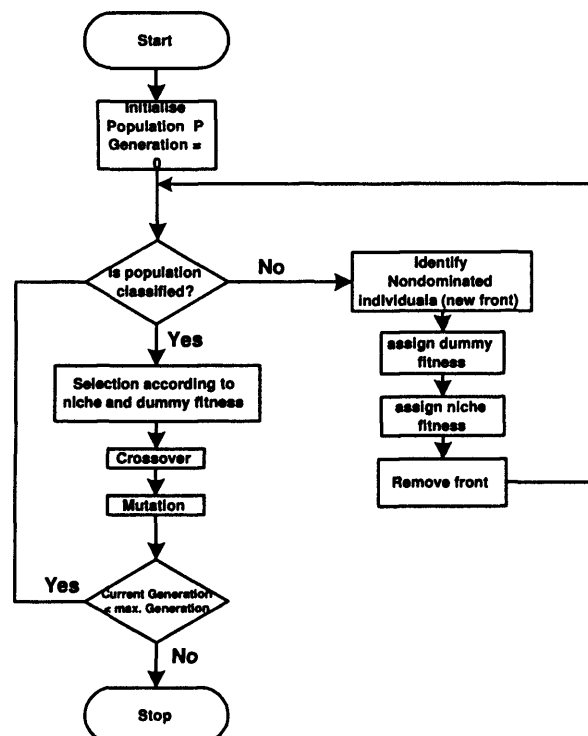 Start
Initialise
Population P
Generation =
0
Is population
classified?
No
Identify
Nondominated
individuals (new front)
Yes
assign dummy
fitness
Selection according to
niche and dummy fitness
assign niche
fitness
Crossover
Remove front
Mutation
Yes
Current Generation
< max. Generation
No
Stop